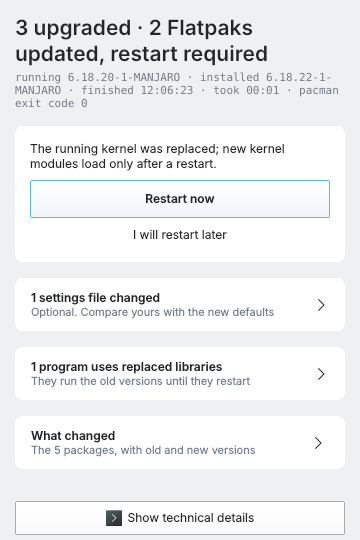 3 upgraded · 2 Flatpaks
updated, restart required
running 6.18.20-1-MANJARO · installed 6.18.22-1-
MANJARO · finished 12:06:23 · took 00:01 · pacman
exit code 0
The running kernel was replaced; new kernel
modules load only after a restart.
Restart now
I will restart later
1 settings file changed
Optional. Compare yours with the new defaults
1 program uses replaced libraries
They run the old versions until they restart
What changed
The 5 packages, with old and new versions
Show technical details